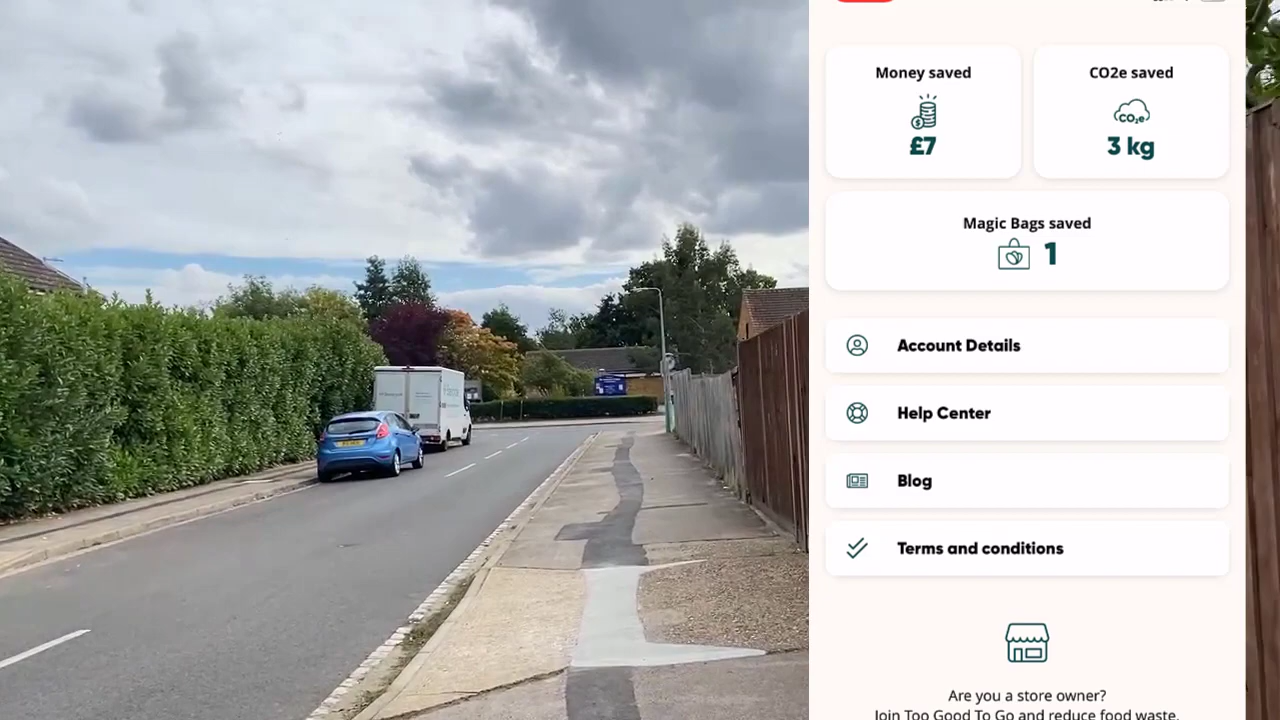 Money saved
CO2e saved
CO₂e
£7
3 kg
Magic Bags saved
1
Account Details
Help Center
Blog
Terms and conditions
Are you a store owner?
Join Too Good To Go and reduce food waste.